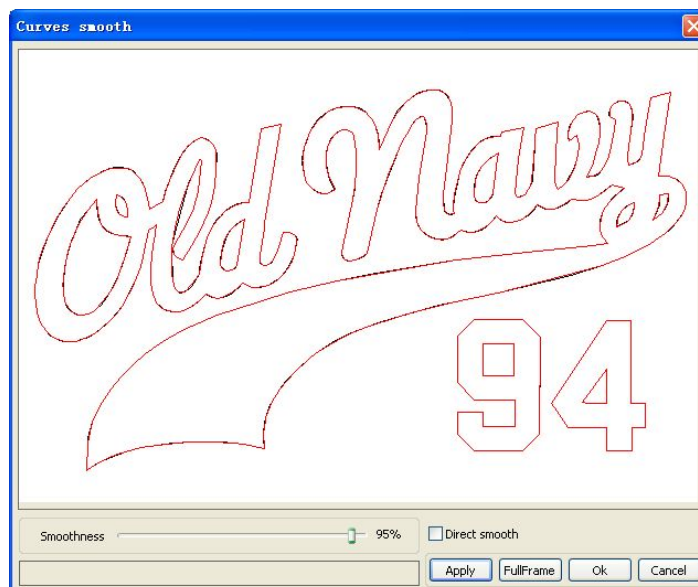 Curves smooth
Old Navy
94
Smoothness
95%
Direct smooth
Apply
FullFrame
Ok
Cancel